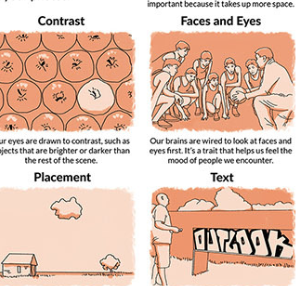 important because it takes up more space.
Contrast
Faces and Eyes
eyes are drawn to contrast, such as
that are brighter or darker than
the rest of the scene.
Our brains are wired to look at faces and
eyes first. It's a trait that helps us feel the
mood of people we encounter.
Placement
Text
OUTLOOK